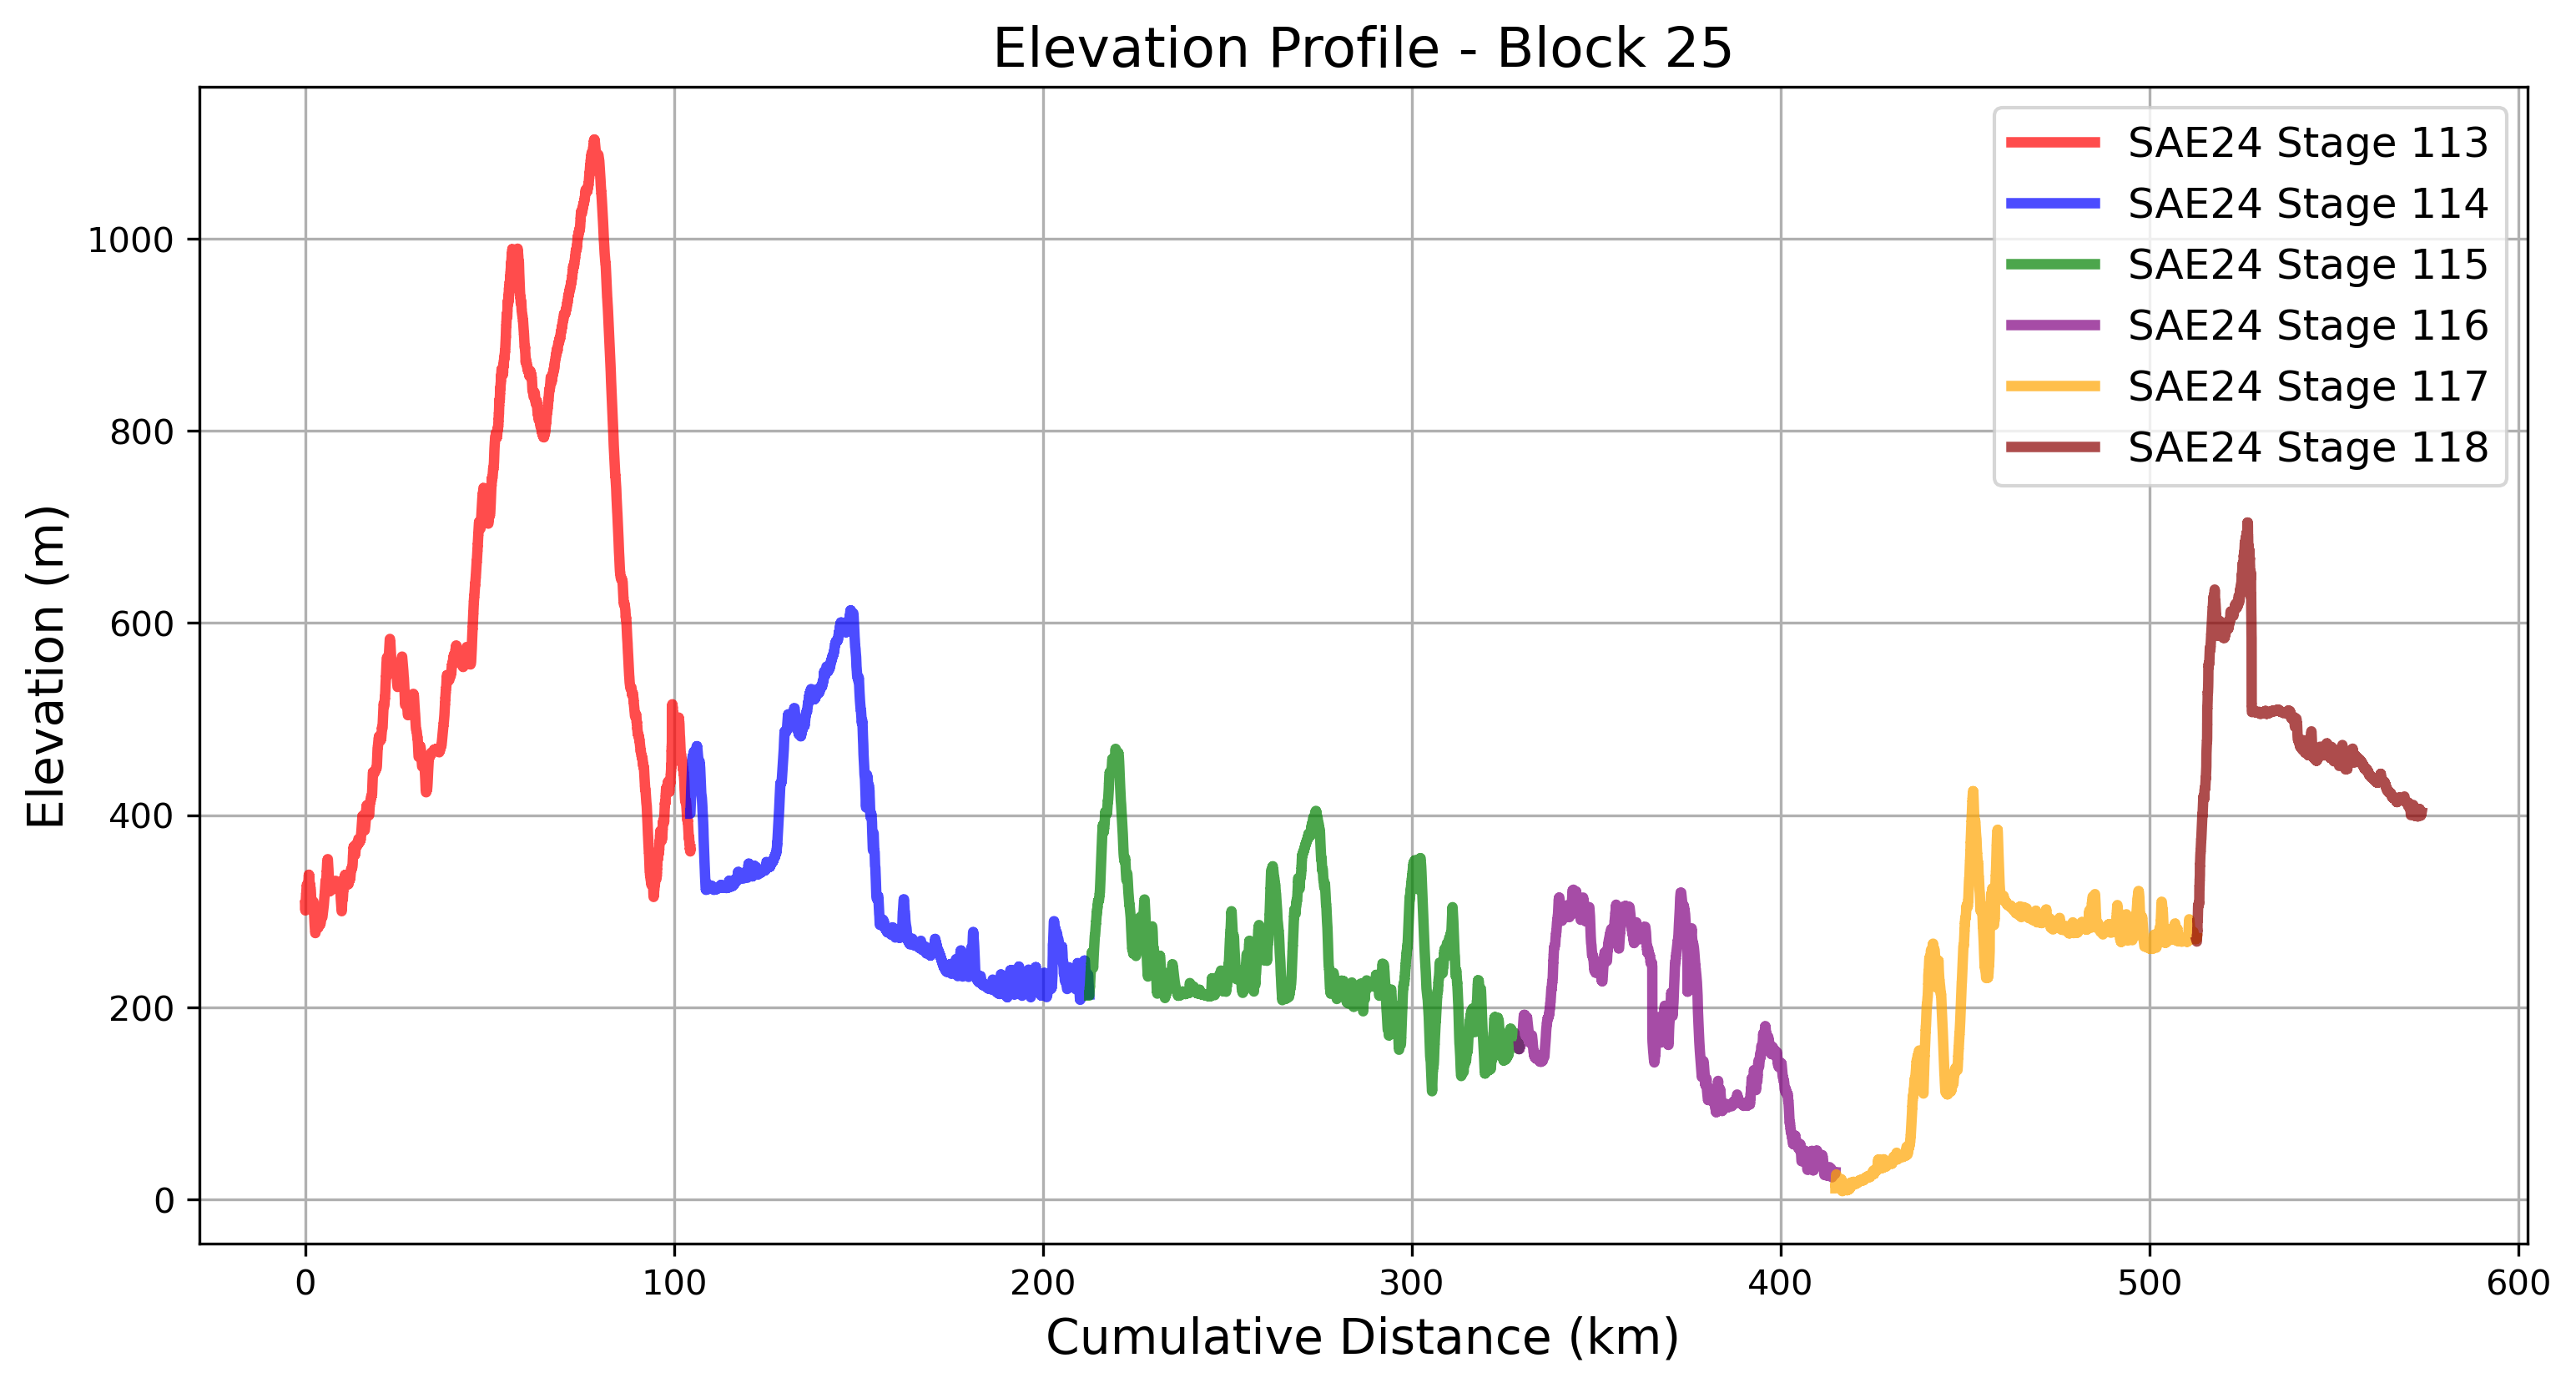 Elevation Profile - Block 25
SAE24 Stage 113
SAE24 Stage 114
SAE24 Stage 115
SAE24 Stage 116
SAE24 Stage 117
SAE24 Stage 118
Elevation (m)
1000
800
600
400
200
0
0 100 200 300 400 500 600
Cumulative Distance (km)